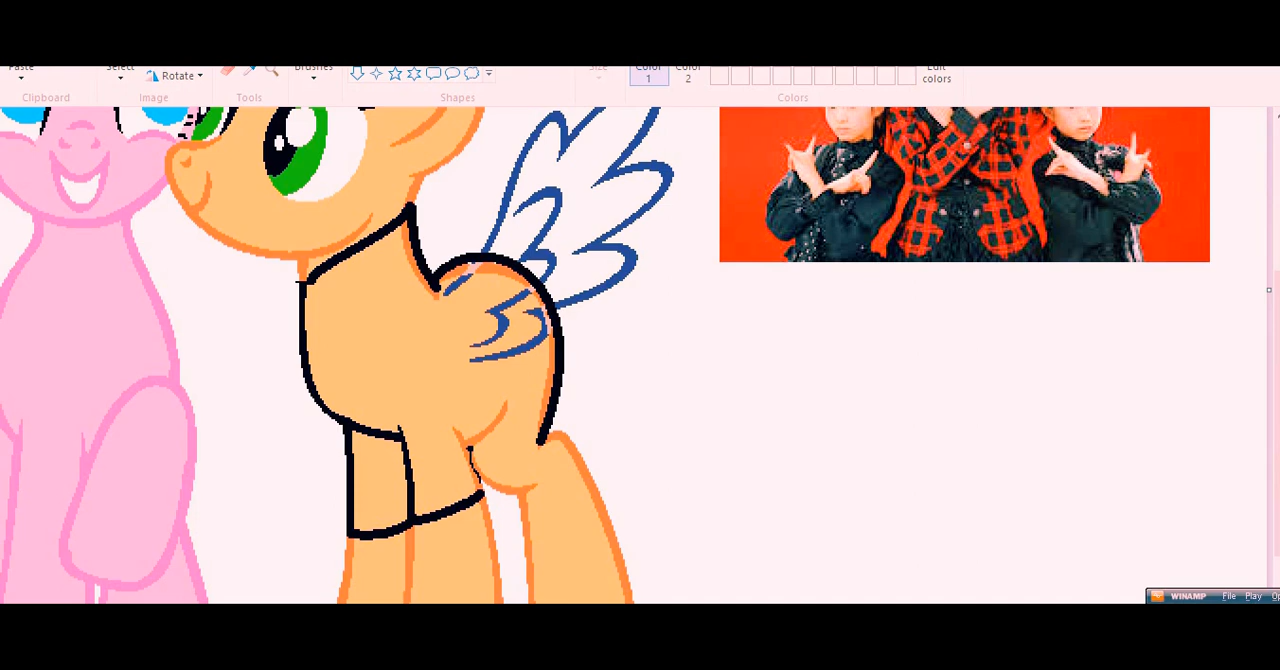 Paste
Select
Rotate
Brushes
Size
Color
1
Color
2
Edit
colors
Clipboard
Image
Tools
Shapes
Colors
WINAMP File Play